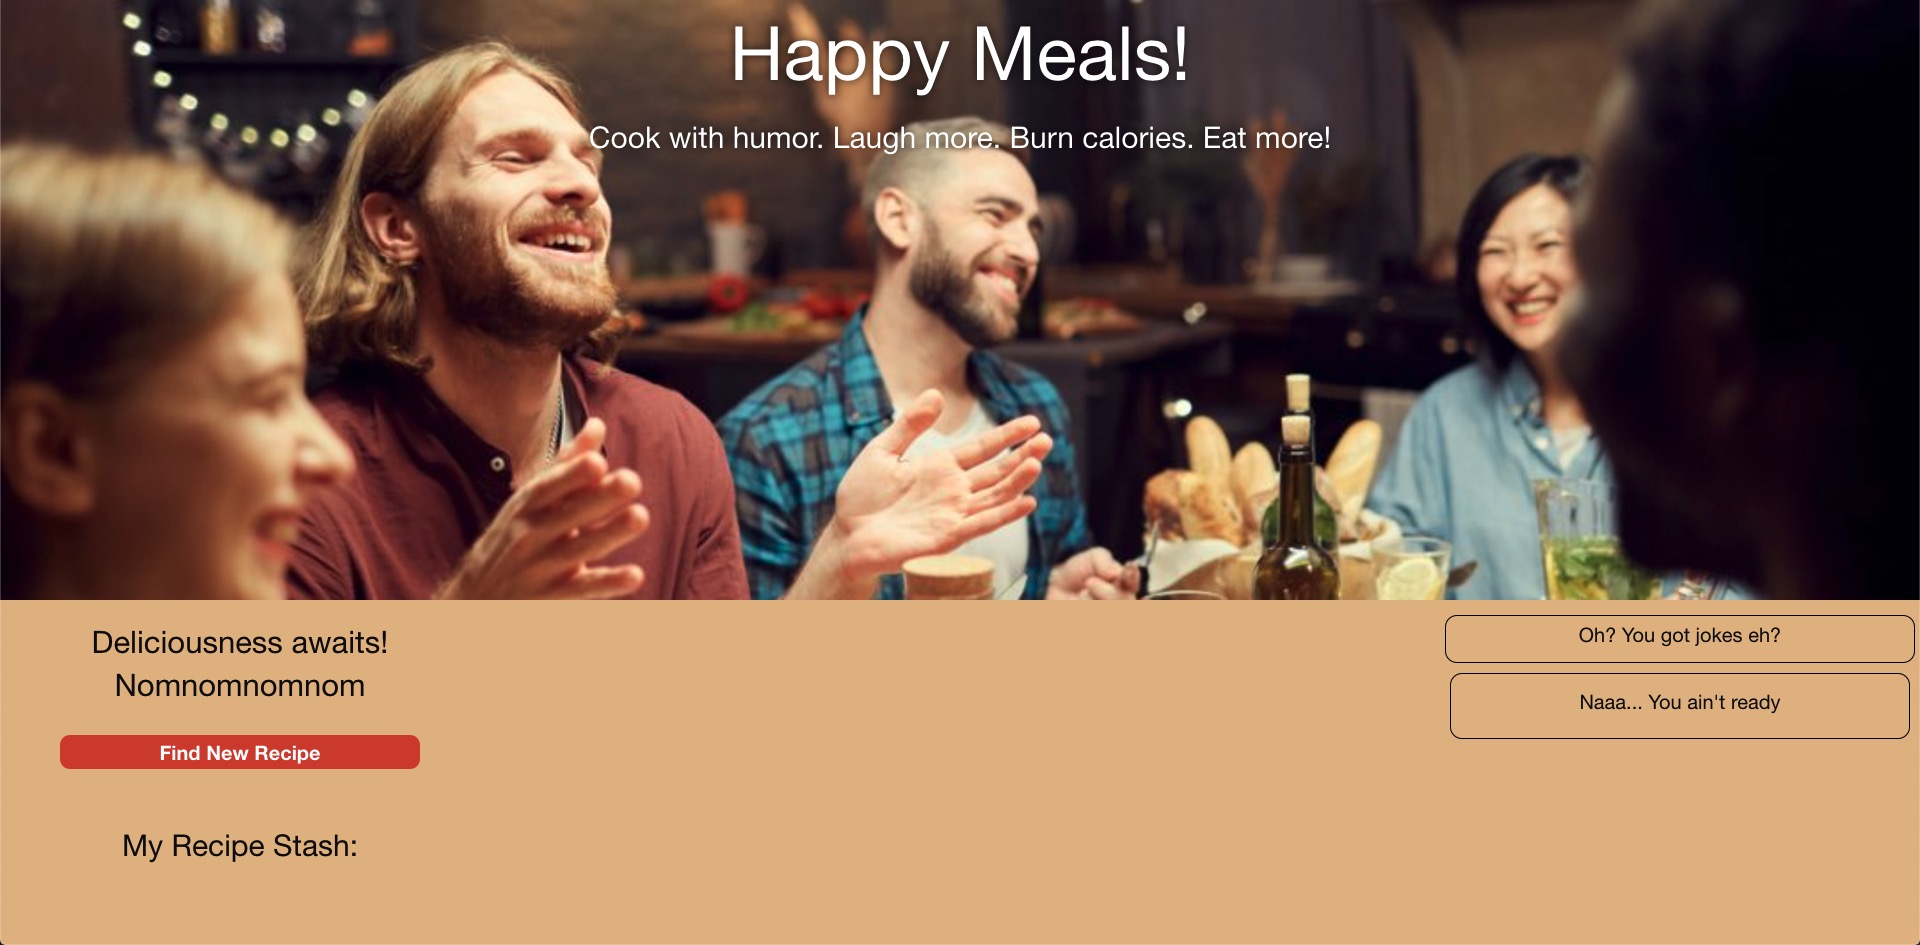 Happy Meals!
Cook with humor. Laugh more. Burn calories. Eat more!
Deliciousness awaits!
Nomnomnomnom
Find New Recipe
My Recipe Stash:
Oh? You got jokes eh?
Naaa... You ain't ready